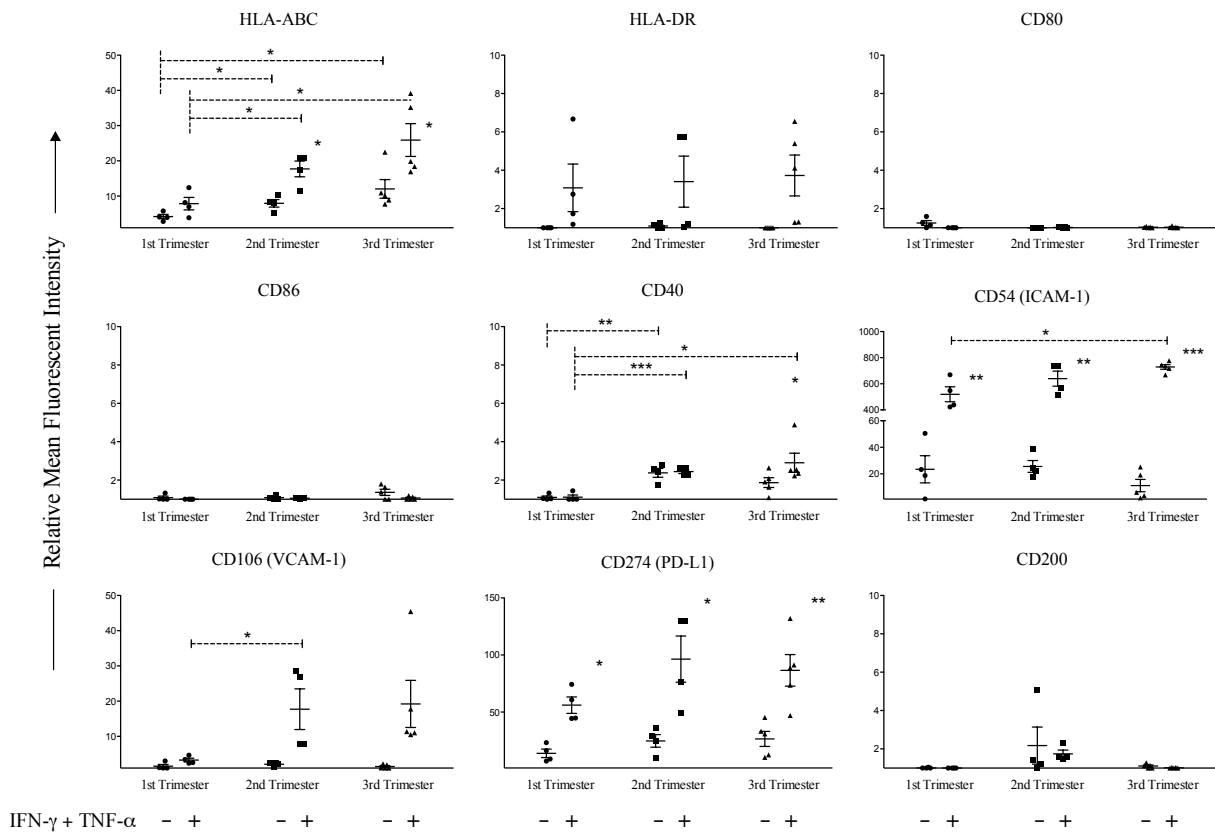 HLA-ABC
50
40
30
20
10
* * * * * *
1st Trimester 2nd Trimester 3rd Trimester
HLA-DR
10
8
6
4
2
1st Trimester 2nd Trimester 3rd Trimester
CD80
10
8
6
4
2
1st Trimester 2nd Trimester 3rd Trimester
Relative Mean Fluorescent Intensity
CD86
10
8
6
4
2
1st Trimester 2nd Trimester 3rd Trimester
CD40
10
8
6
4
2
** * *** *
1st Trimester 2nd Trimester 3rd Trimester
CD54 (ICAM-1)
1000
800
600
400
60
40
20
* ** ** ***
1st Trimester 2nd Trimester 3rd Trimester
CD106 (VCAM-1)
50
40
30
20
10
*
1st Trimester 2nd Trimester 3rd Trimester
CD274 (PD-L1)
150
100
50
* * **
1st Trimester 2nd Trimester 3rd Trimester
CD200
10
8
6
4
2
1st Trimester 2nd Trimester 3rd Trimester
IFN-γ + TNF-α − + − + − + − + − + − + − + − + − +